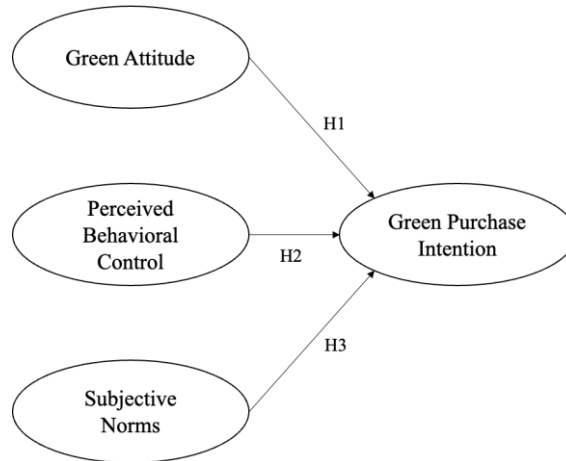 Green Attitude
H1
Perceived
Behavioral
Control
H2
Green Purchase
Intention
H3
Subjective
Norms